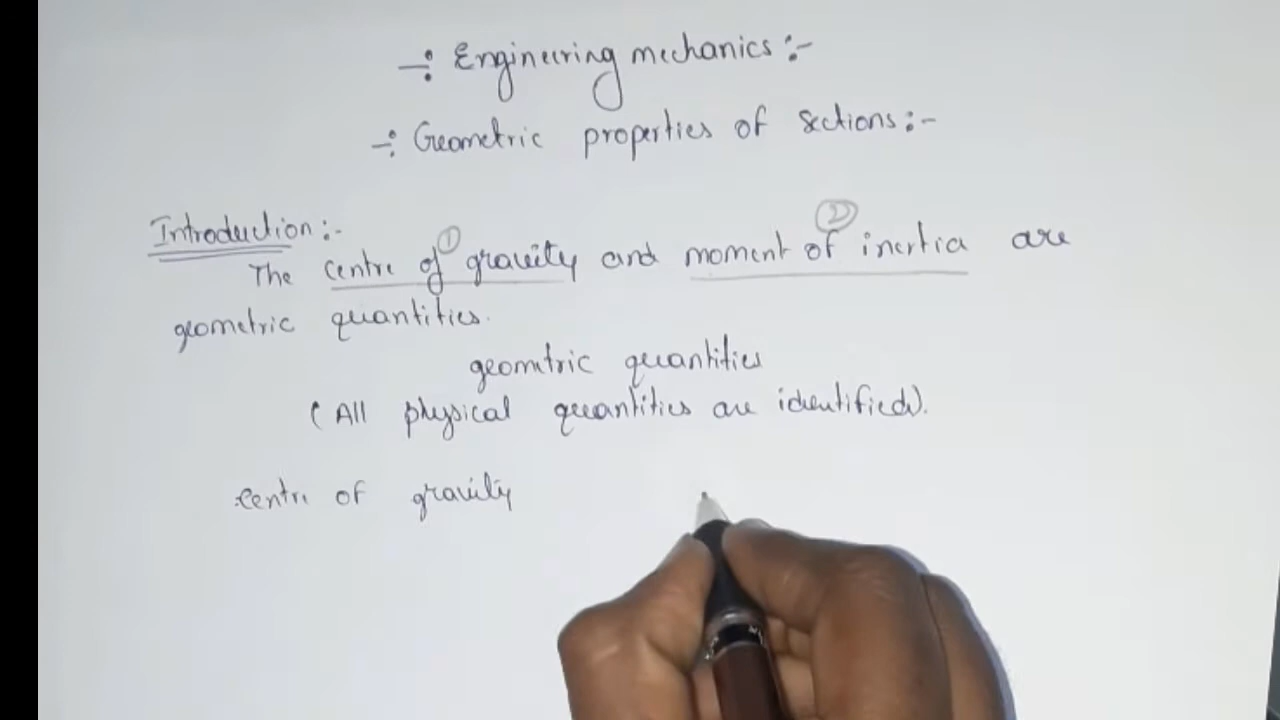 -: Engineering mechanics :-
-: Geometric properties of sections :-
Introduction :-
The centre of ① gravity and moment of ② inertia are
geometric quantities.
geomtric quantities
( All physical quantities are identified).
centre of gravity